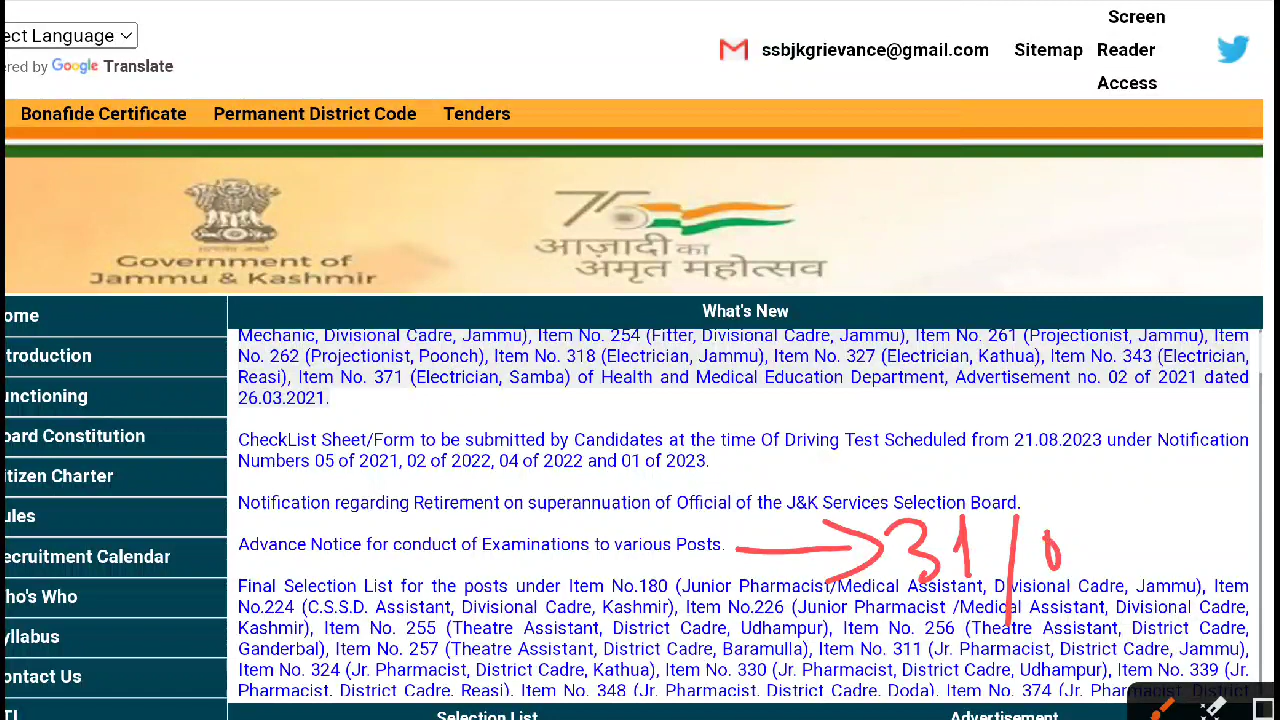 ect Language
ered by Google Translate
ssbjkgrievance@gmail.com
Sitemap
Screen
Reader
Access
Bonafide Certificate Permanent District Code Tenders
Government of
Jammu & Kashmir
75
आज़ादी का
अमृत महोत्सव
ome
ntroduction
unctioning
oard Constitution
itizen Charter
ules
ecruitment Calendar
ho's Who
yllabus
ontact Us
TI
What's New
Mechanic, Divisional Cadre, Jammu), Item No. 254 (Fitter, Divisional Cadre, Jammu), Item No. 261 (Projectionist, Jammu), Item
No. 262 (Projectionist, Poonch), Item No. 318 (Electrician, Jammu), Item No. 327 (Electrician, Kathua), Item No. 343 (Electrician,
Reasi), Item No. 371 (Electrician, Samba) of Health and Medical Education Department, Advertisement no. 02 of 2021 dated
26.03.2021.
CheckList Sheet/Form to be submitted by Candidates at the time Of Driving Test Scheduled from 21.08.2023 under Notification
Numbers 05 of 2021, 02 of 2022, 04 of 2022 and 01 of 2023.
Notification regarding Retirement on superannuation of Official of the J&K Services Selection Board.
Advance Notice for conduct of Examinations to various Posts.
31/0
Final Selection List for the posts under Item No.180 (Junior Pharmacist/Medical Assistant, Divisional Cadre, Jammu), Item
No.224 (C.S.S.D. Assistant, Divisional Cadre, Kashmir), Item No.226 (Junior Pharmacist /Medical Assistant, Divisional Cadre,
Kashmir), Item No. 255 (Theatre Assistant, District Cadre, Udhampur), Item No. 256 (Theatre Assistant, District Cadre,
Ganderbal), Item No. 257 (Theatre Assistant, District Cadre, Baramulla), Item No. 311 (Jr. Pharmacist, District Cadre, Jammu),
Item No. 324 (Jr. Pharmacist, District Cadre, Kathua), Item No. 330 (Jr. Pharmacist, District Cadre, Udhampur), Item No. 339 (Jr.
Pharmacist, District Cadre, Reasi), Item No. 348 (Jr. Pharmacist, District Cadre, Doda), Item No. 374 (Jr. Pharmacist, District
Selection List
Advertisement